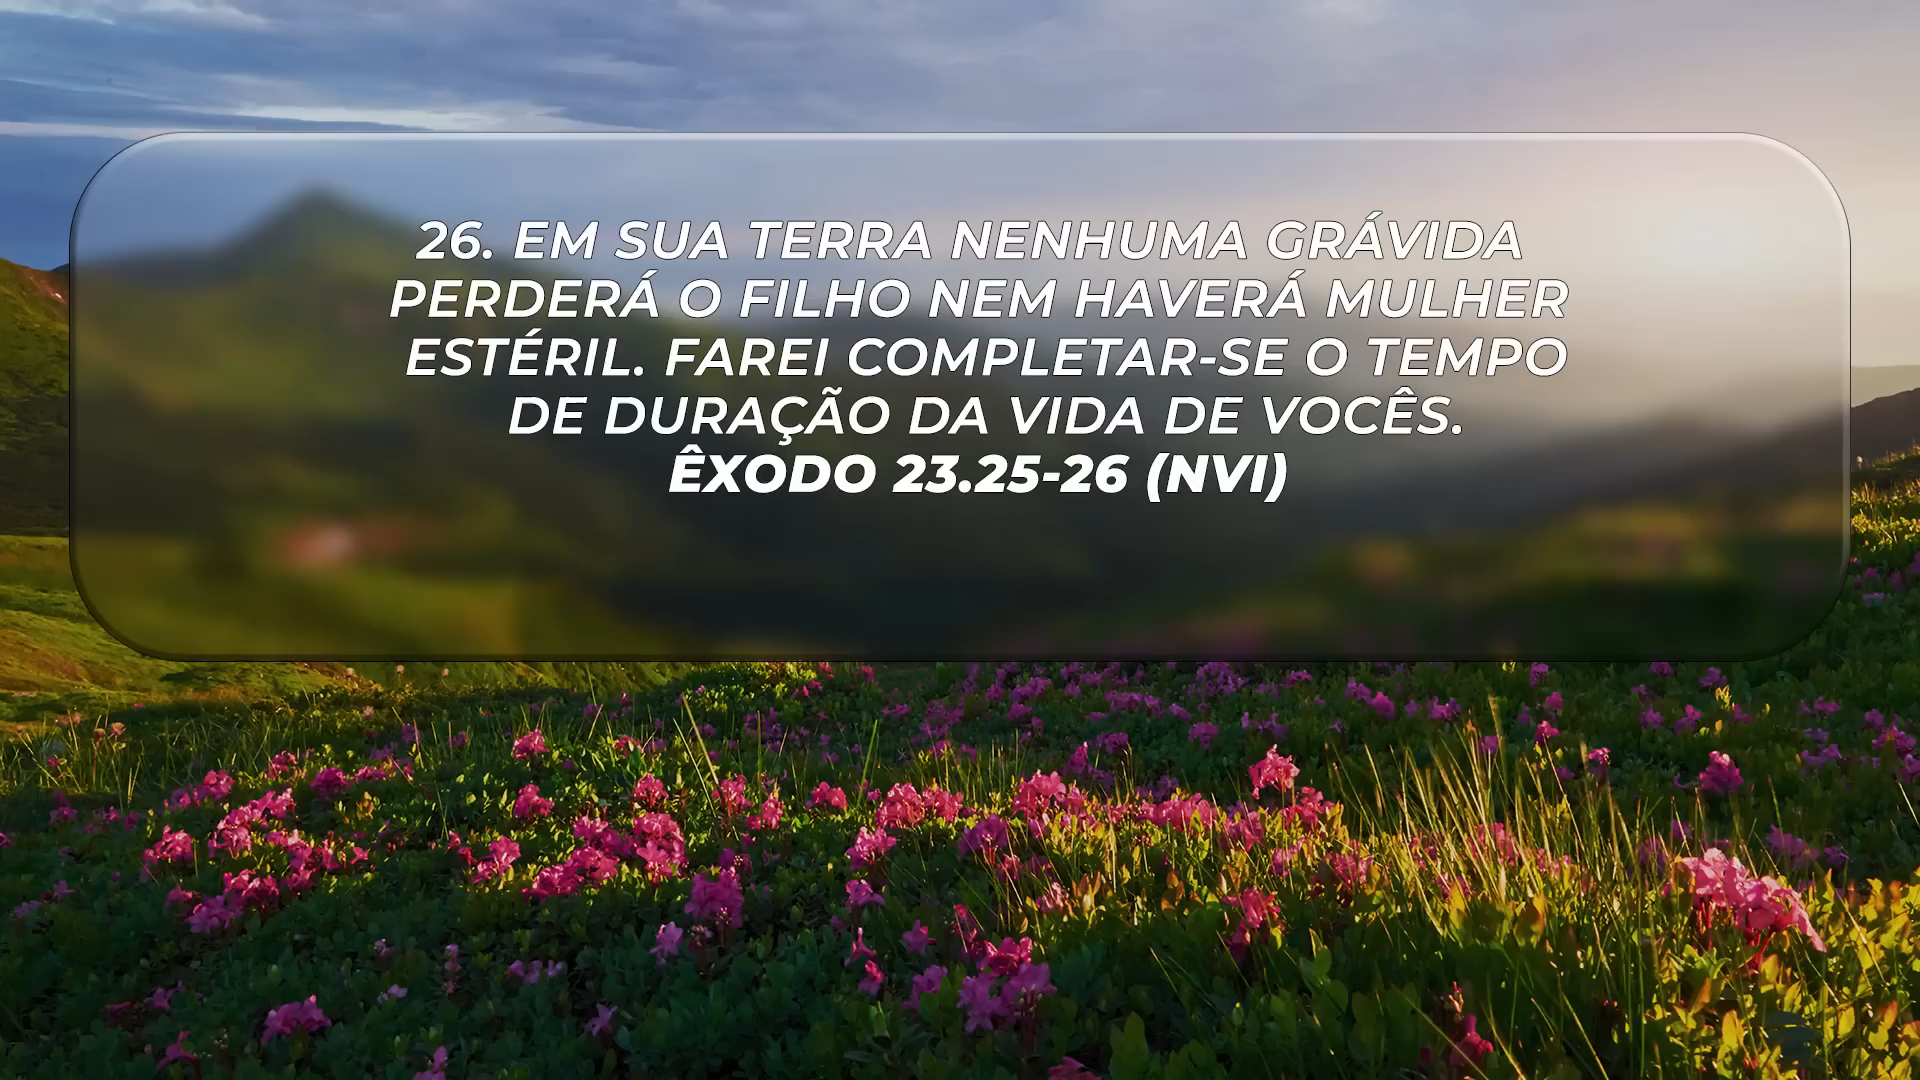 26. EM SUA TERRA NENHUMA GRÁVIDA
PERDERÁ O FILHO NEM HAVERÁ MULHER
ESTÉRIL. FAREI COMPLETAR-SE O TEMPO
DE DURAÇÃO DA VIDA DE VOCÊS.
ÊXODO 23.25-26 (NVI)